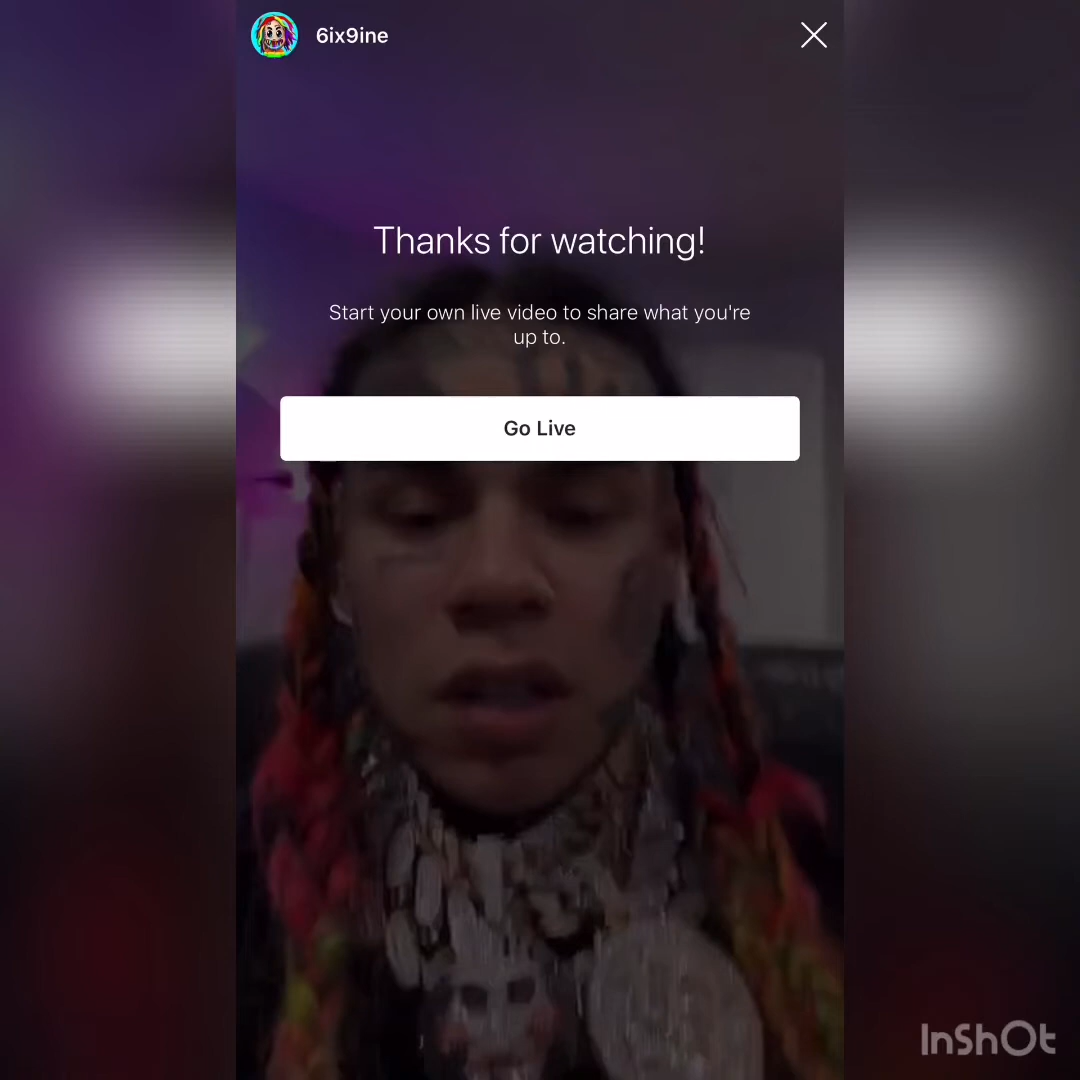 6ix9ine
Thanks for watching!
Start your own live video to share what you're
up to.
Go Live
InShOt